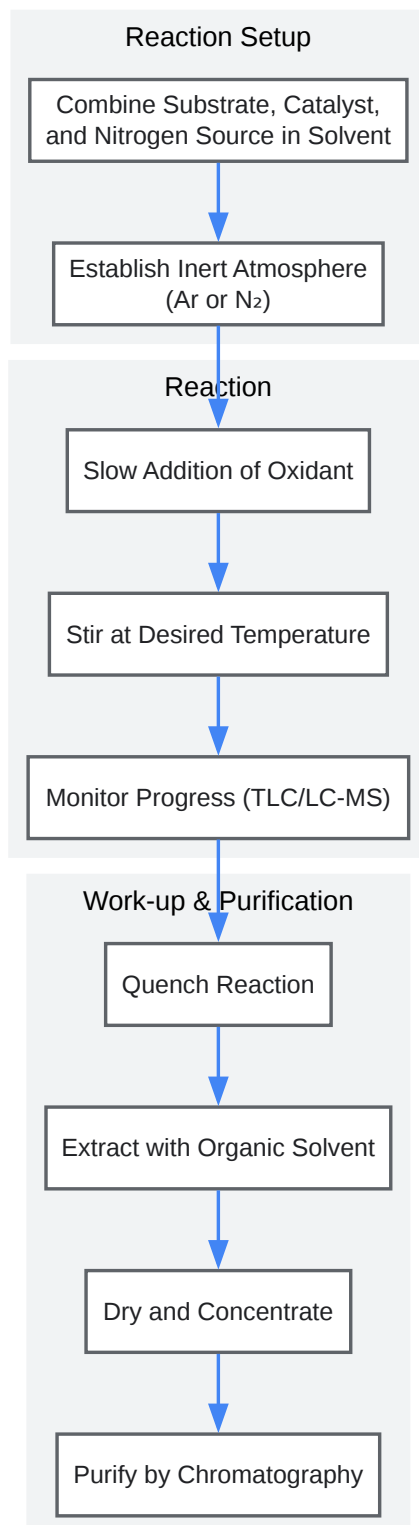 Reaction Setup
Combine Substrate, Catalyst,
and Nitrogen Source in Solvent
Establish Inert Atmosphere
(Ar or N₂)
Reaction
Slow Addition of Oxidant
Stir at Desired Temperature
Monitor Progress (TLC/LC-MS)
Work-up & Purification
Quench Reaction
Extract with Organic Solvent
Dry and Concentrate
Purify by Chromatography